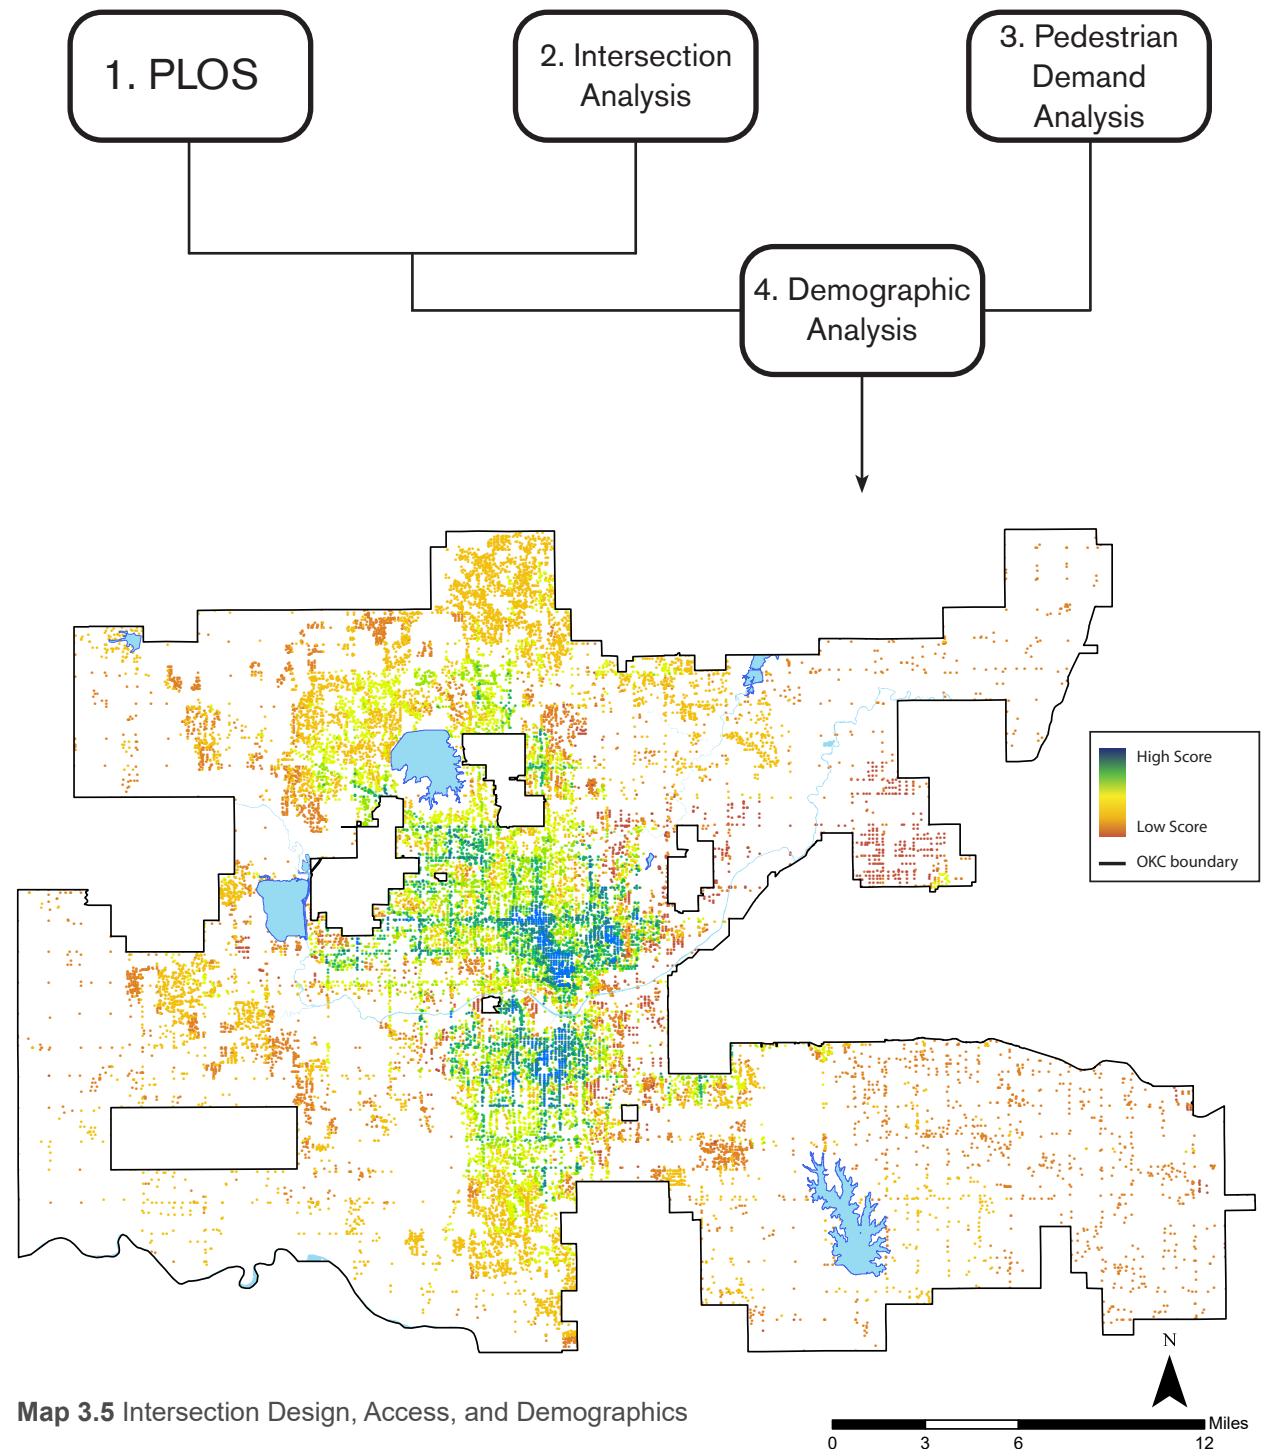 1. PLOS
2. Intersection
Analysis
3. Pedestrian
Demand
Analysis
4. Demographic
Analysis
High Score
Low Score
OKC boundary
N
Map 3.5 Intersection Design, Access, and Demographics
Miles
0 3 6 12